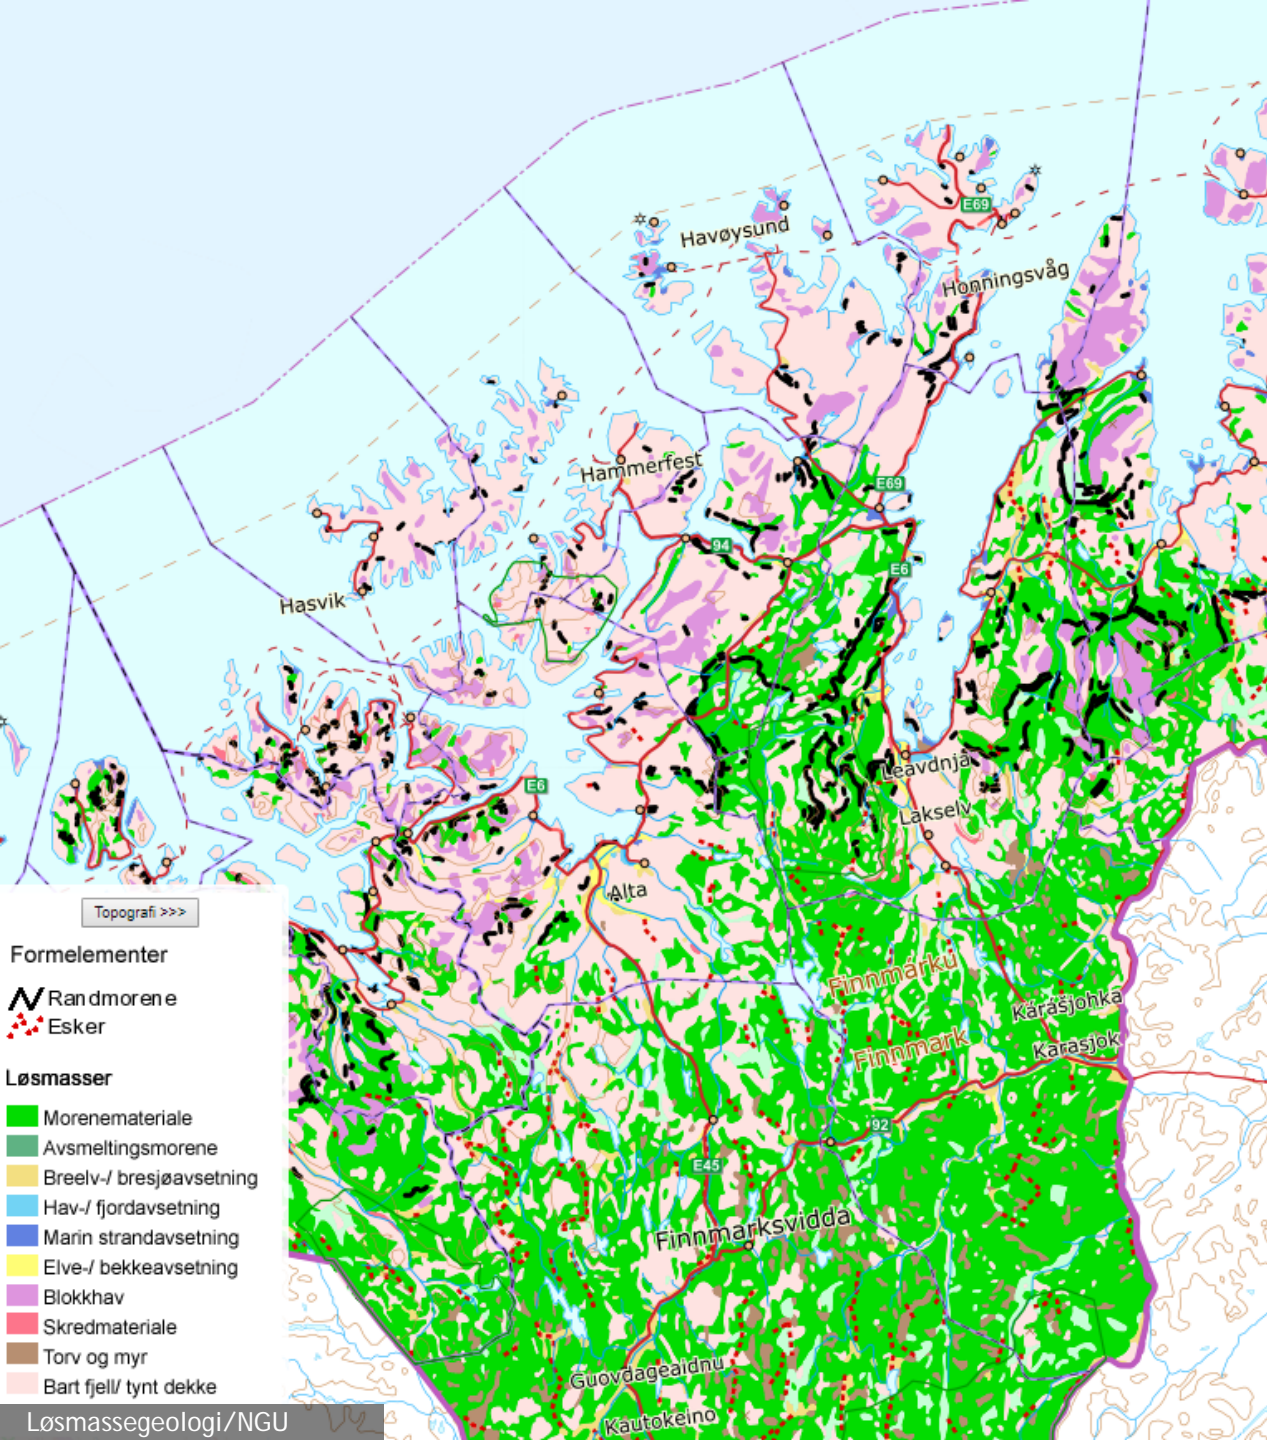 E69
Havøysund
Honningsvåg
Hammerfest
E69
94
E6
Hasvik
Leavdnja
E6
Lakselv
Alta
Topografi >>>
Formelementer
Finnmárku
Kárášjohka
Randmorene
Esker
Finnmark
Karasjok
Løsmasser
Morenemateriale
92
Avsmeltingsmorene
E45
Breelv-/ bresjøavsetning
Hav-/ fjordavsetning
Finnmarksvidda
Marin strandavsetning
Elve-/ bekkeavsetning
Blokkhav
Skredmateriale
Torv og myr
Guovdageaidnu
Bart fjell/ tynt dekke
Kautokeino
Løsmassegeologi/NGU